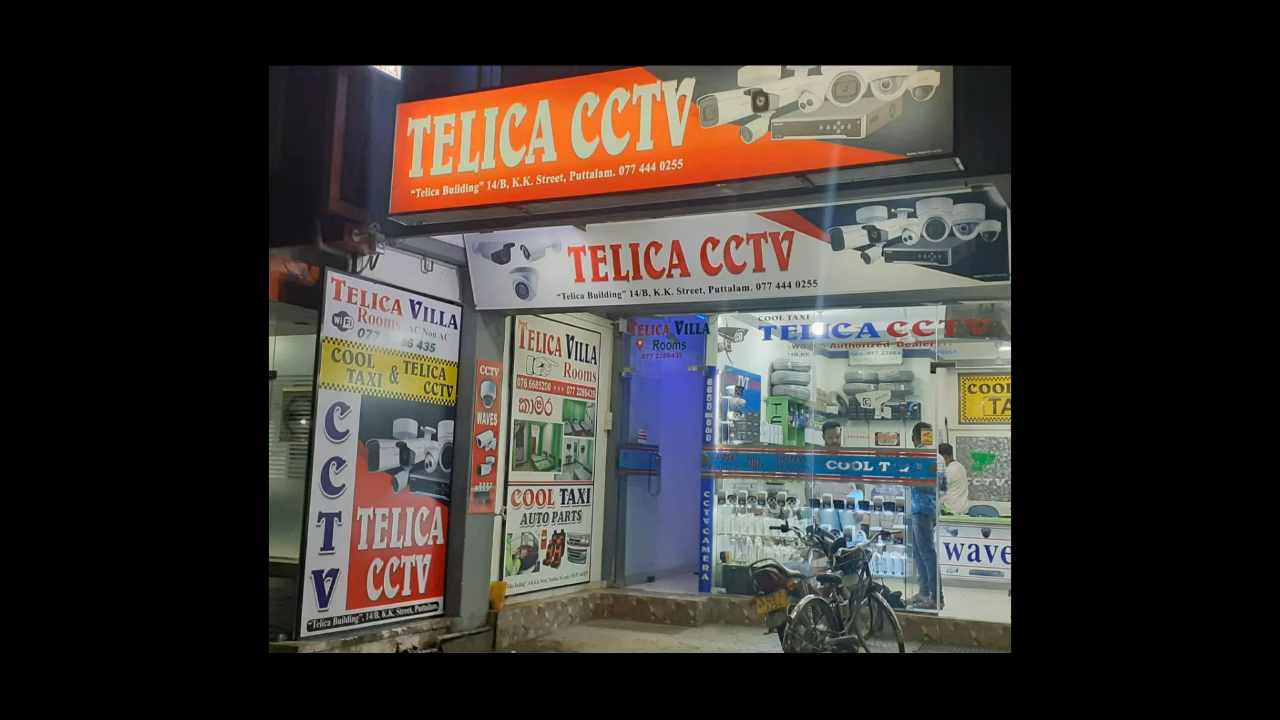 TELICA CCTV
"Telica Building" 14/B, K.K. Street, Puttalam. 077 444 0255
TELICA CCTV
"Telica Building" 14/B, K.K. Street, Puttalam. 077 444 0255
TELICA VILLA
WiFi Rooms AC Non AC
COOL TAXI & TELICA CCTV
CCTV
TELICA
CCTV
"Telica Building", 14/B, K.K. Street, Puttalam.
CCTV
WAVES
TELICA VILLA
Rooms
076 6685200 077 2286435
කාමර
COOL TAXI
AUTO PARTS
TELICA VILLA
Rooms
077 2286435
COOL TAXI
TELICA CCTV
Authorized Dealer
TVT
COOL T
CCTV CAMERA
COOL
TA
CCTV
wave